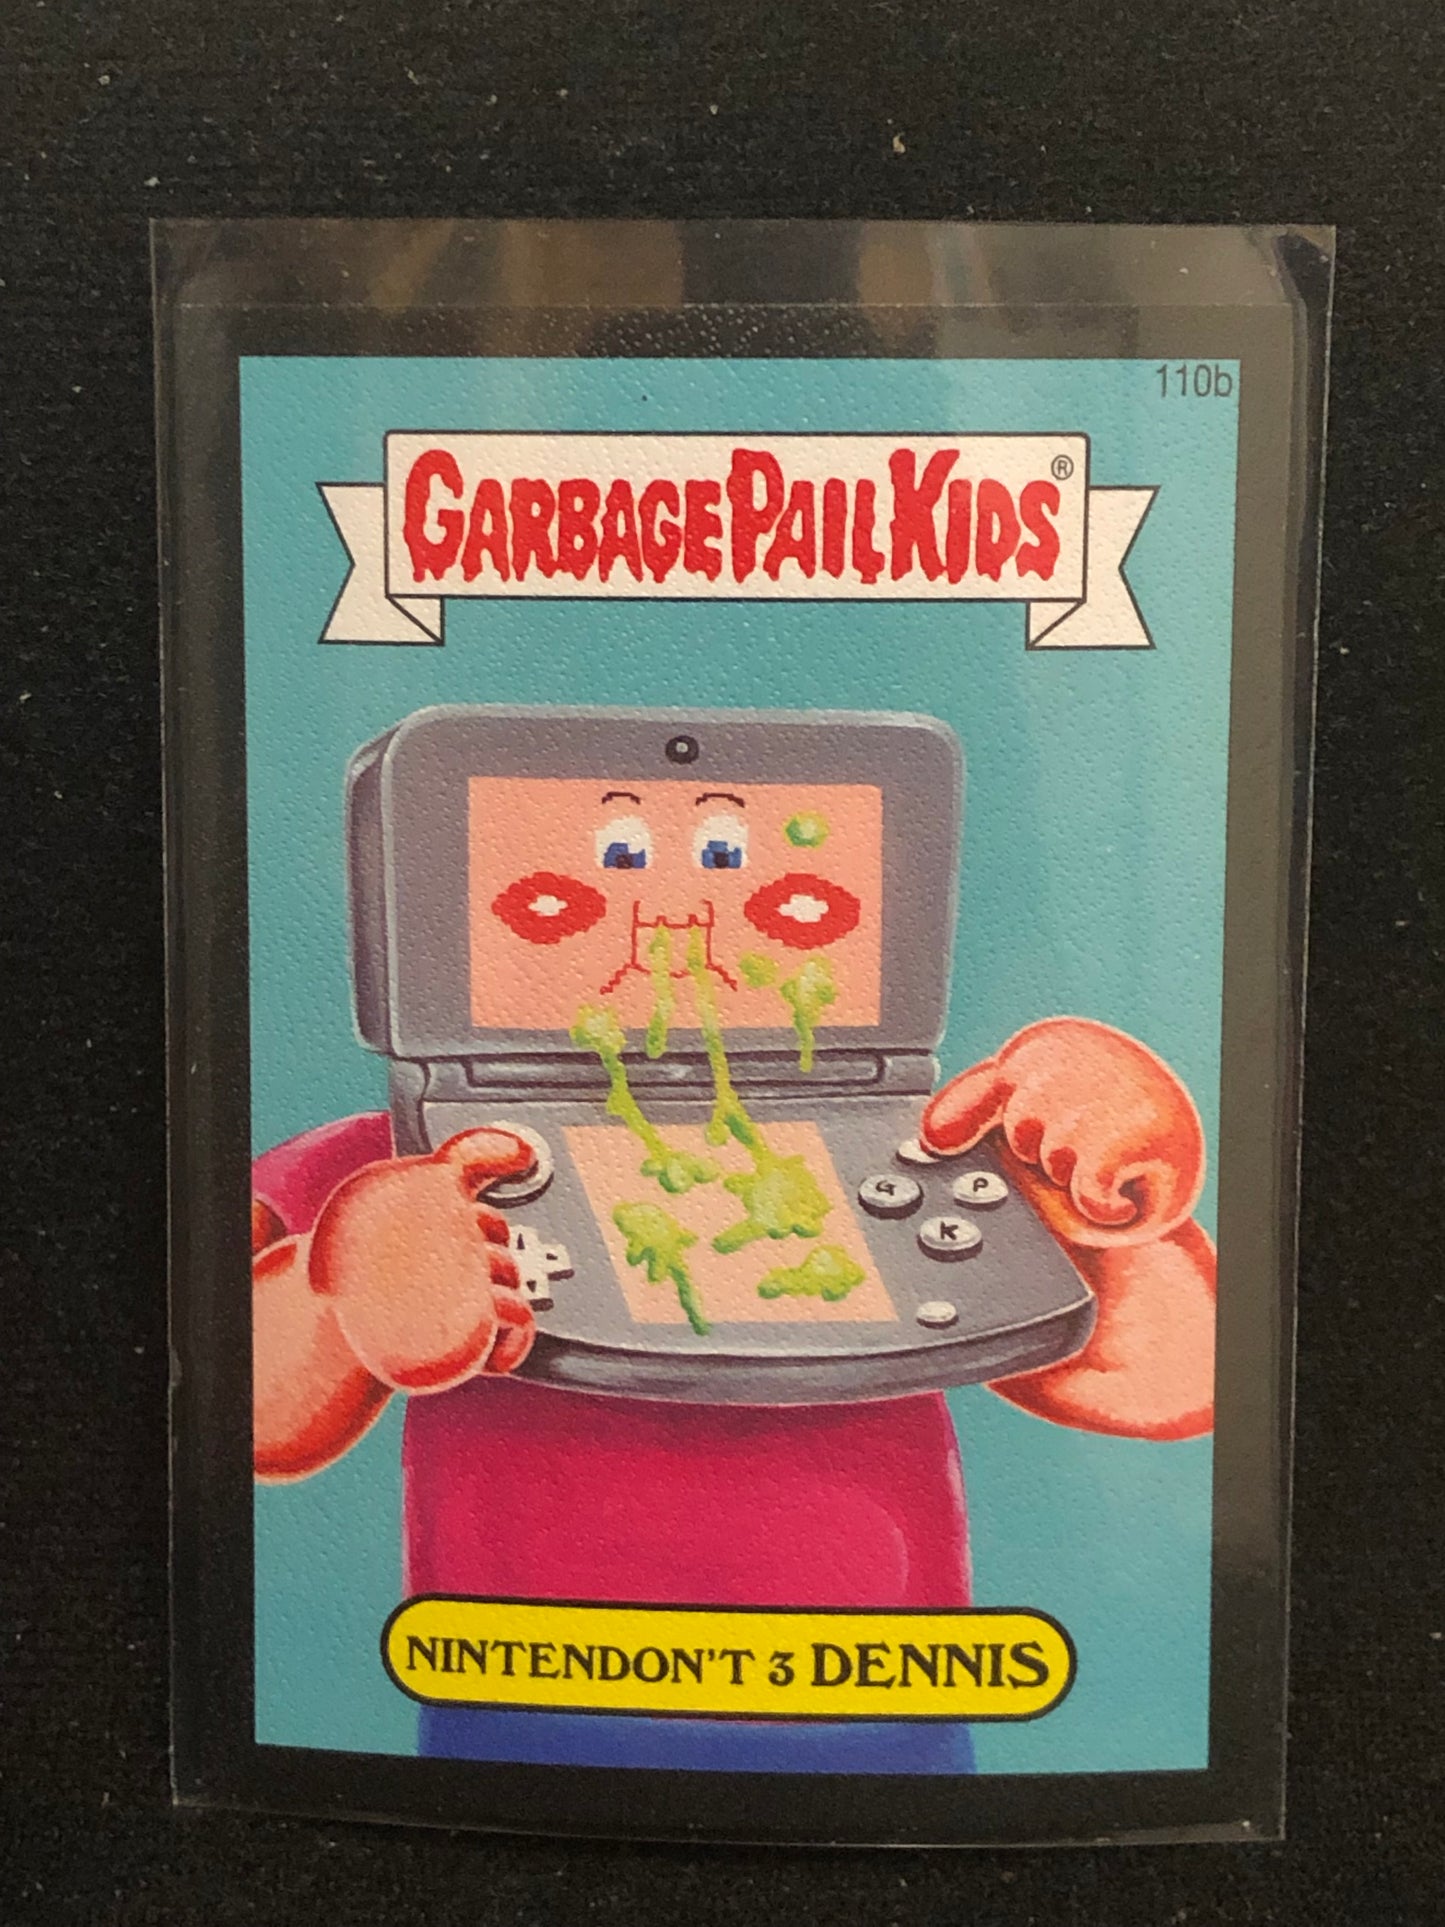 110b
GARBAGE PAIL KIDS®
G P
K
NINTENDON'T 3 DENNIS